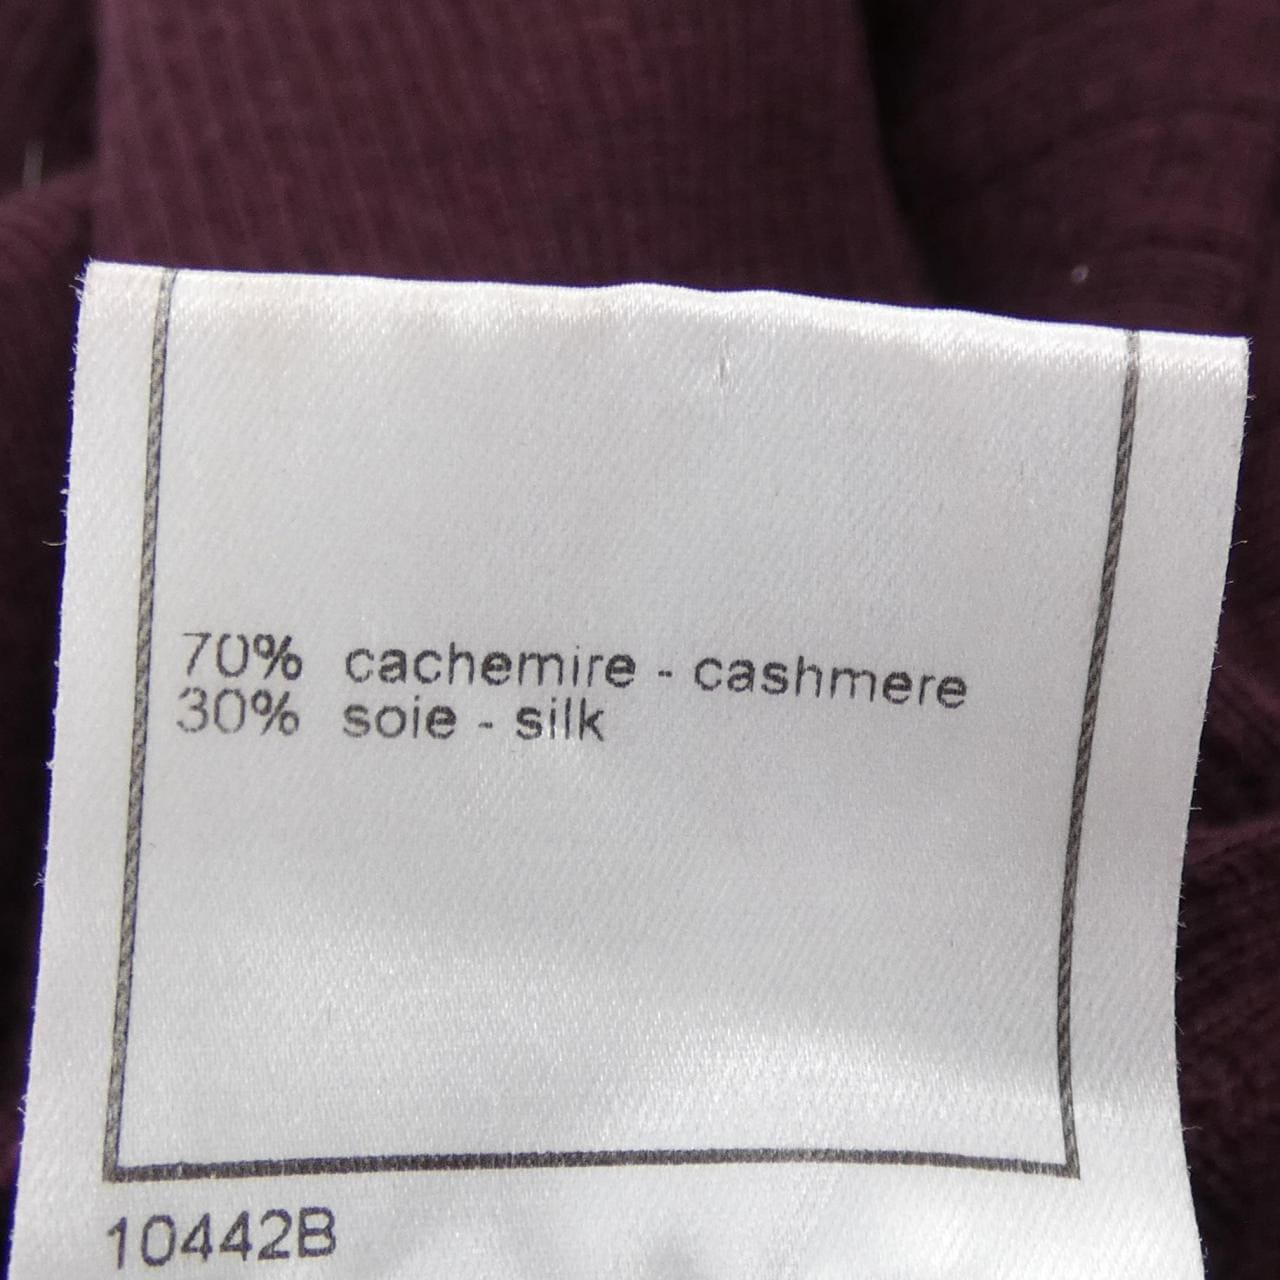 70% cachemire - cashmere
30% soie - silk
10442B